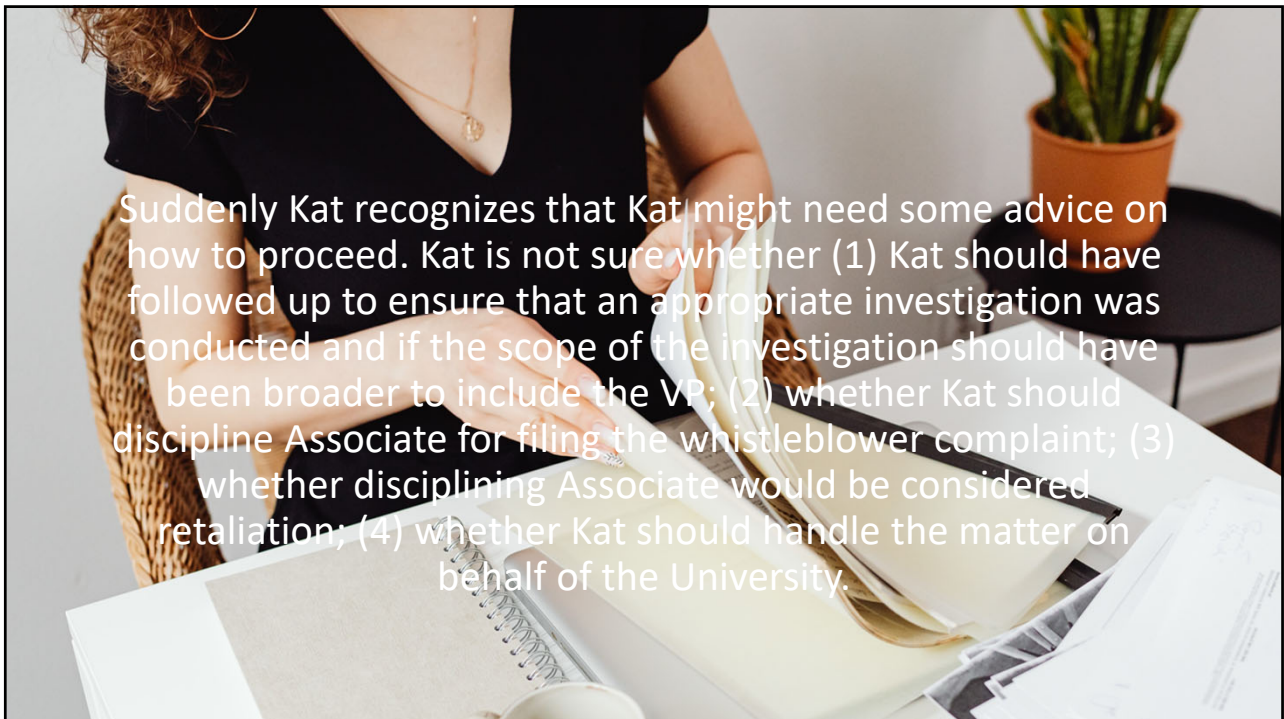 Suddenly Kat recognizes that Kat might need some advice on
how to proceed. Kat is not sure whether (1) Kat should have
followed up to ensure that an appropriate investigation was
conducted and if the scope of the investigation should have
been broader to include the VP; (2) whether Kat should
discipline Associate for filing the whistleblower complaint; (3)
whether disciplining Associate would be considered
retaliation; (4) whether Kat should handle the matter on
behalf of the University.